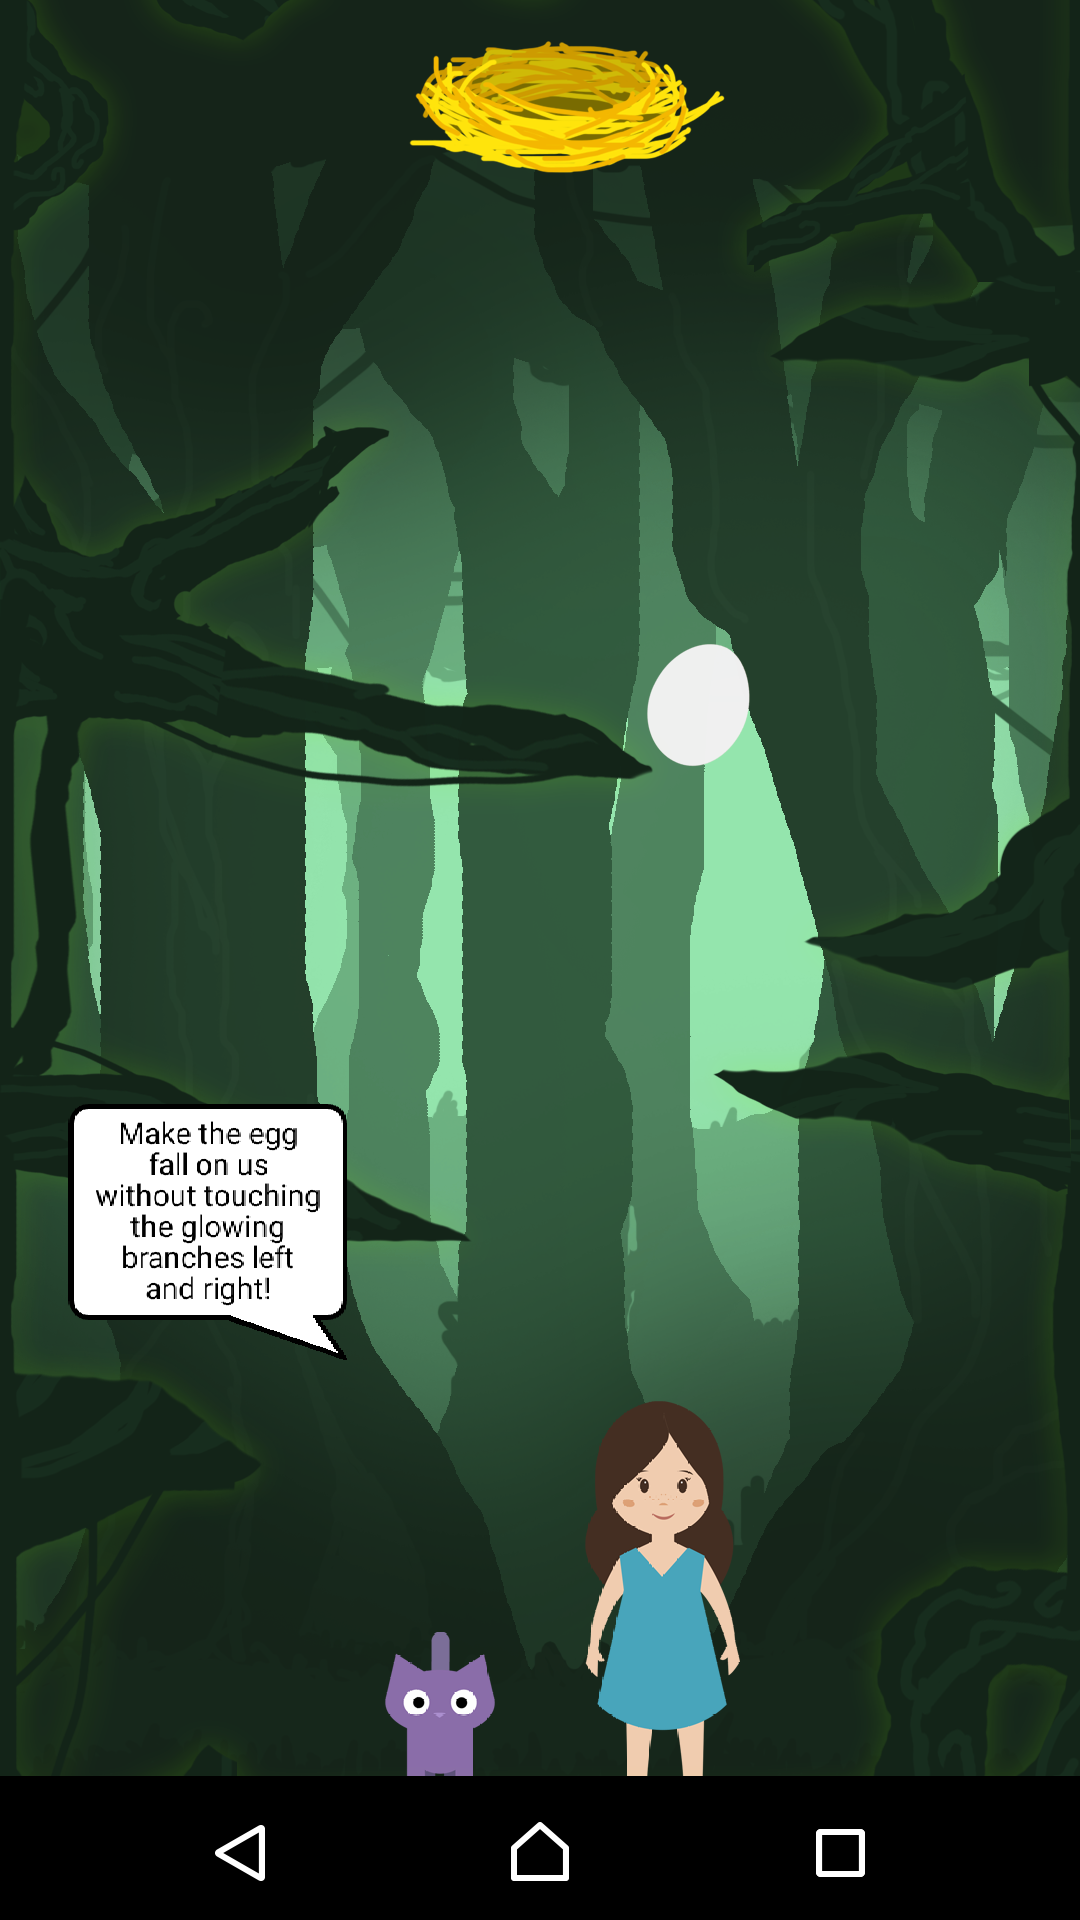 Make the egg
fall on us
without touching
the glowing
branches left
and right!